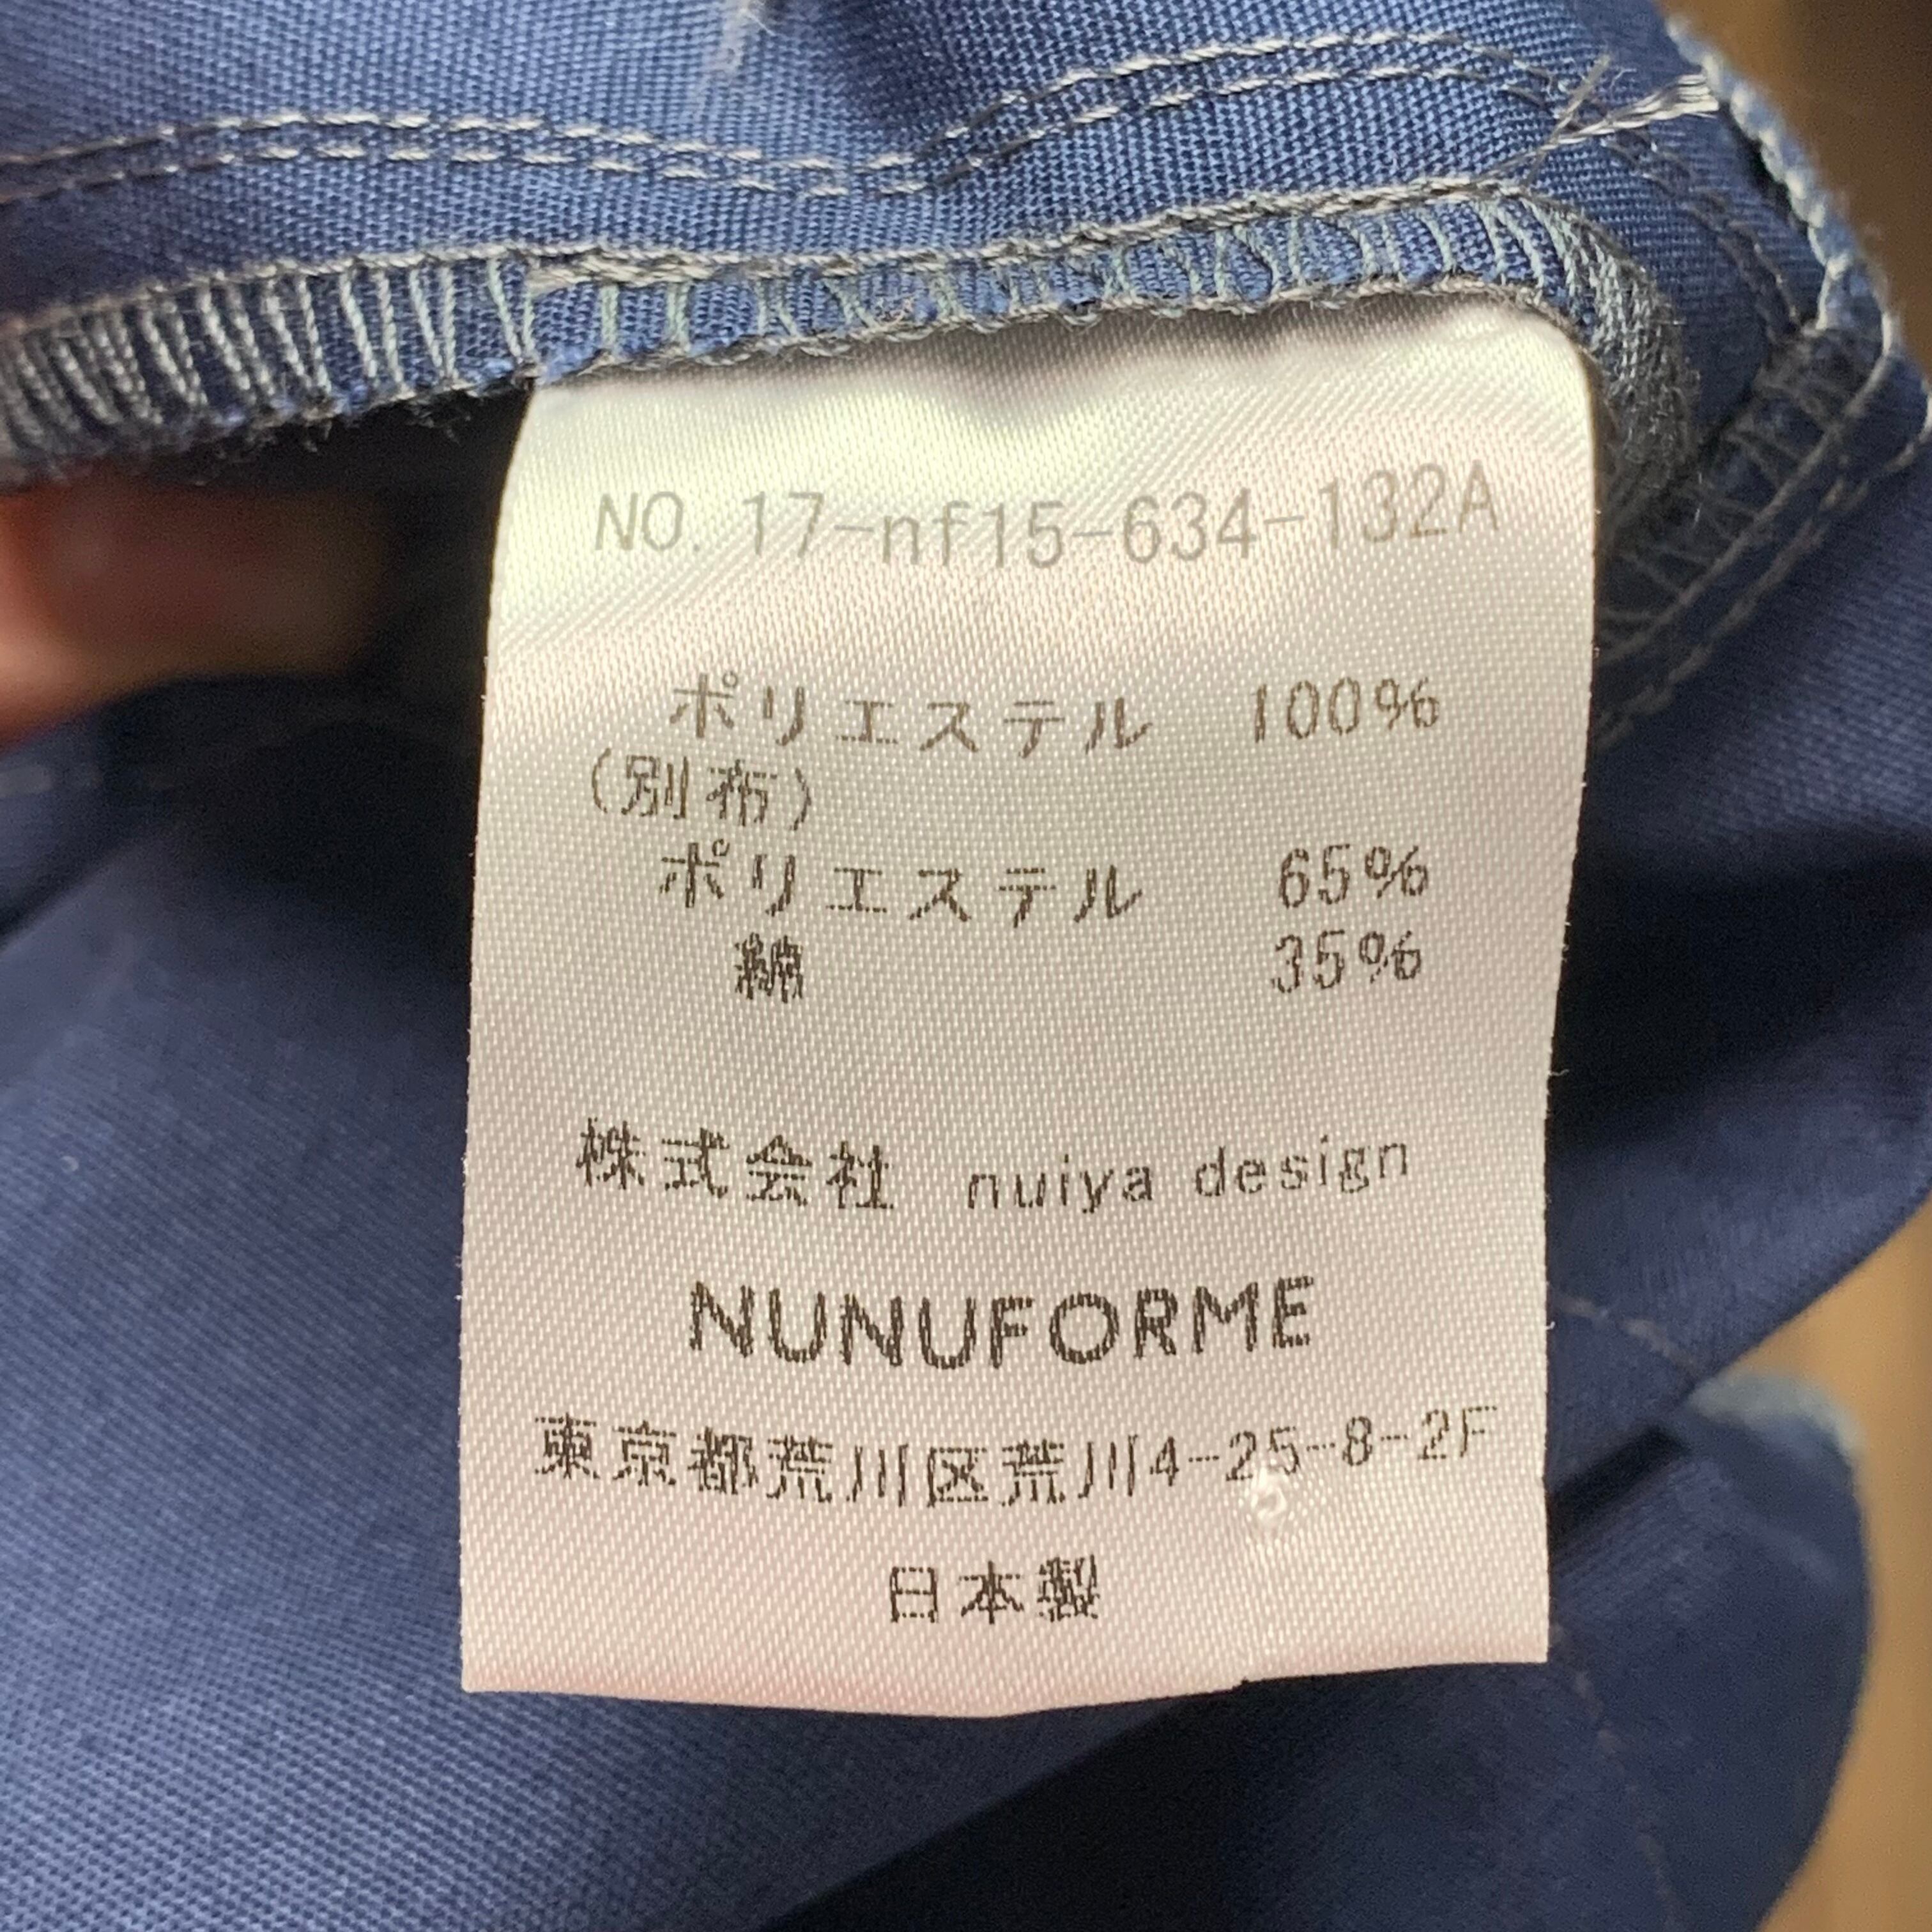 NO. 17-nf15-634-132A
ポリエステル 100%
(別布)
ポリエステル 65%
綿 35%
株式会社 nuiya design
NUNUFORME
東京都荒川区荒川4-25-8-2F
日本製